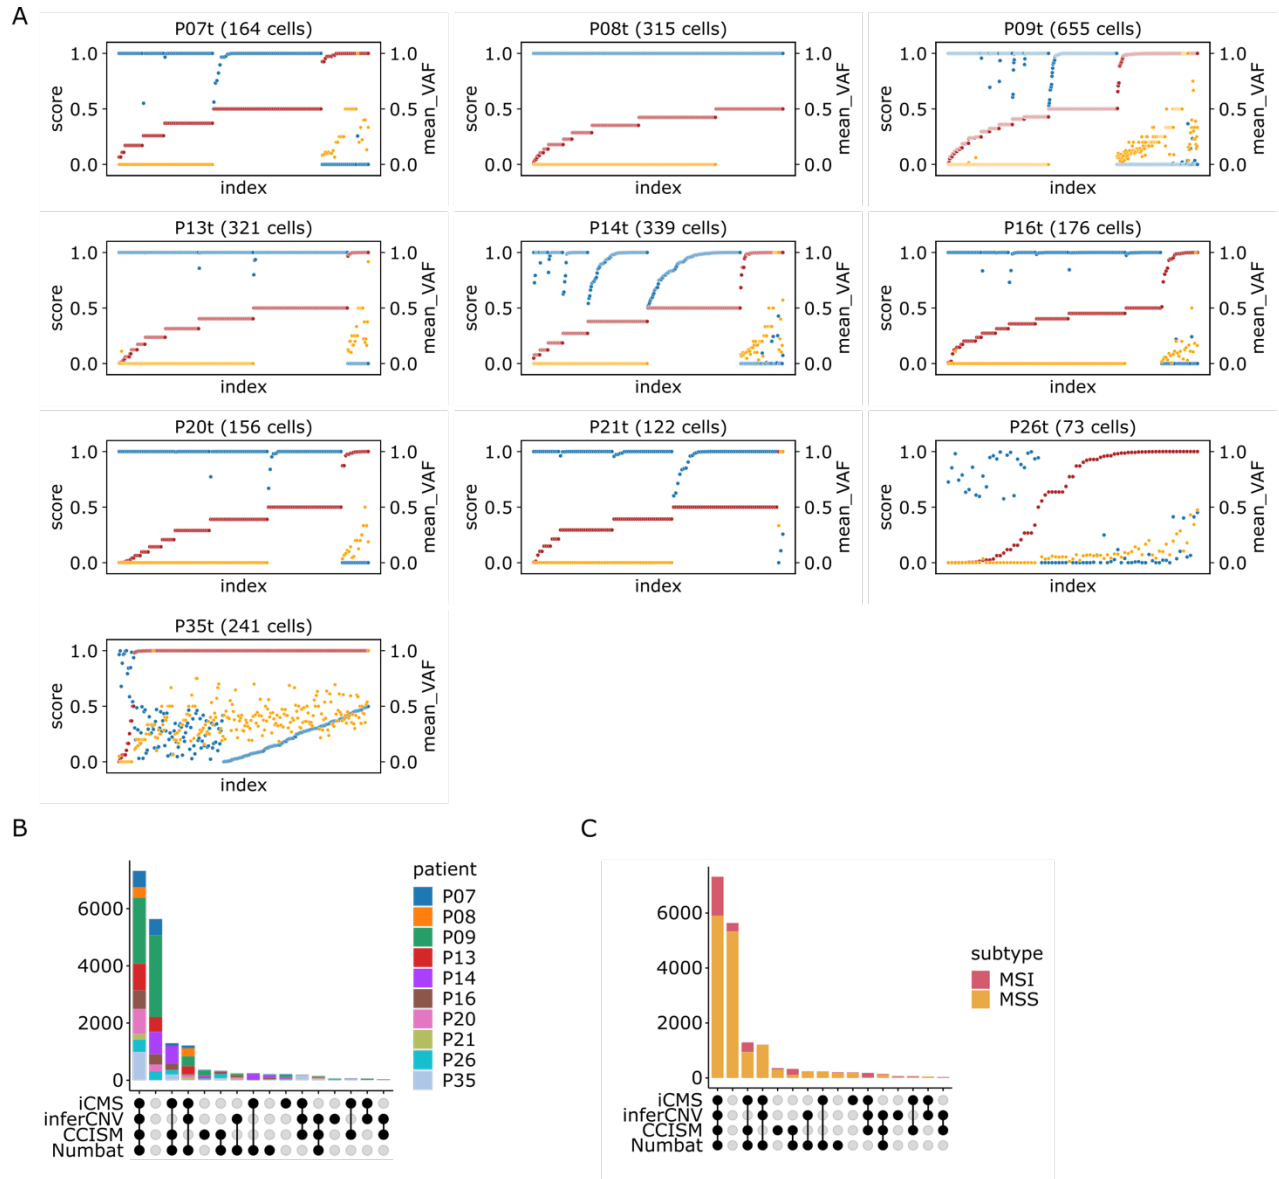 A
P07t (164 cells)
1.0
0.5
0.0
score
1.0
0.5
0.0
mean_VAF
index
P08t (315 cells)
1.0
0.5
0.0
score
1.0
0.5
0.0
mean_VAF
index
P09t (655 cells)
1.0
0.5
0.0
score
1.0
0.5
0.0
mean_VAF
index
P13t (321 cells)
1.0
0.5
0.0
score
1.0
0.5
0.0
mean_VAF
index
P14t (339 cells)
1.0
0.5
0.0
score
1.0
0.5
0.0
mean_VAF
index
P16t (176 cells)
1.0
0.5
0.0
score
1.0
0.5
0.0
mean_VAF
index
P20t (156 cells)
1.0
0.5
0.0
score
1.0
0.5
0.0
mean_VAF
index
P21t (122 cells)
1.0
0.5
0.0
score
1.0
0.5
0.0
mean_VAF
index
P26t (73 cells)
1.0
0.5
0.0
score
1.0
0.5
0.0
mean_VAF
index
P35t (241 cells)
1.0
0.5
0.0
score
1.0
0.5
0.0
mean_VAF
index
B
6000
4000
2000
0
iCMS
inferCNV
CCISM
Numbat
patient
P07
P08
P09
P13
P14
P16
P20
P21
P26
P35
C
6000
4000
2000
0
iCMS
inferCNV
CCISM
Numbat
subtype
MSI
MSS